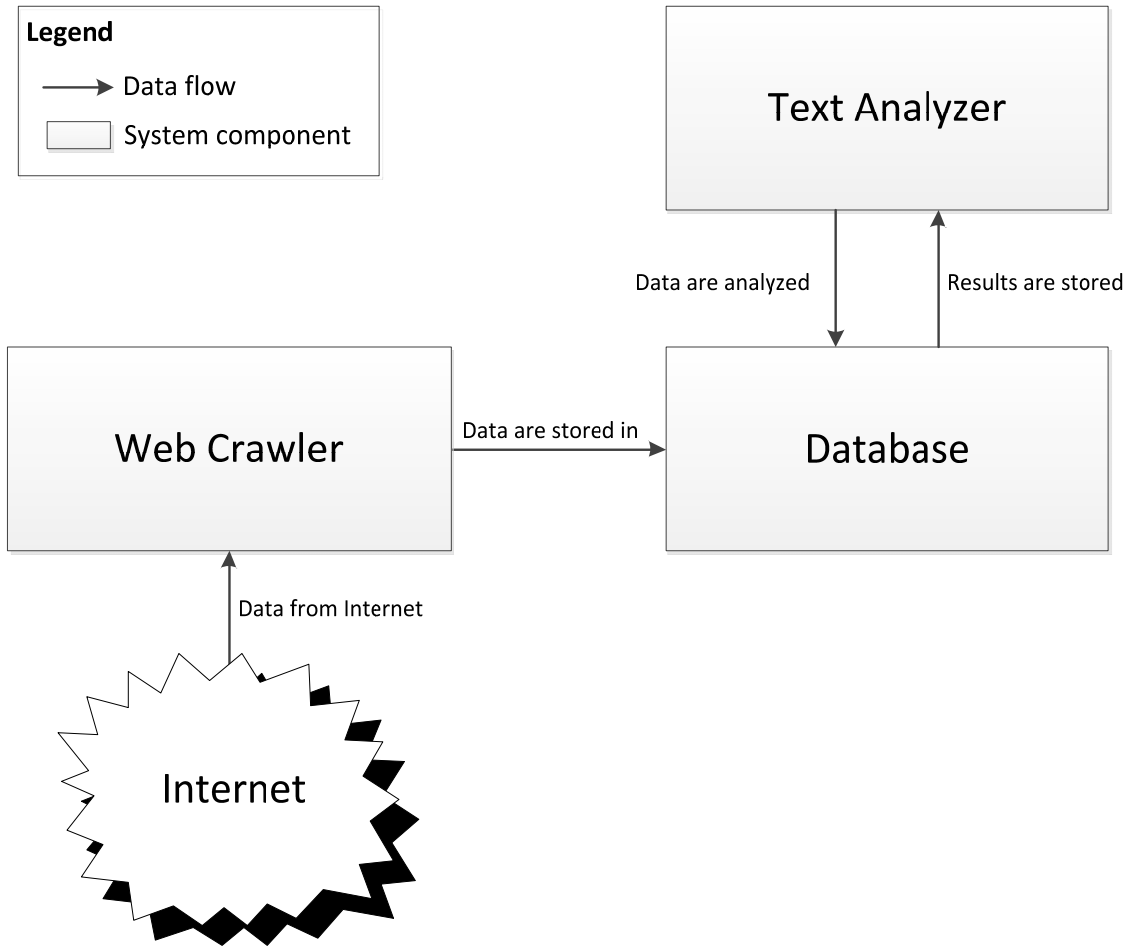 Legend
Data flow
System component
Text Analyzer
Data are analyzed
Results are stored
Web Crawler
Data are stored in
Database
Data from Internet
Internet